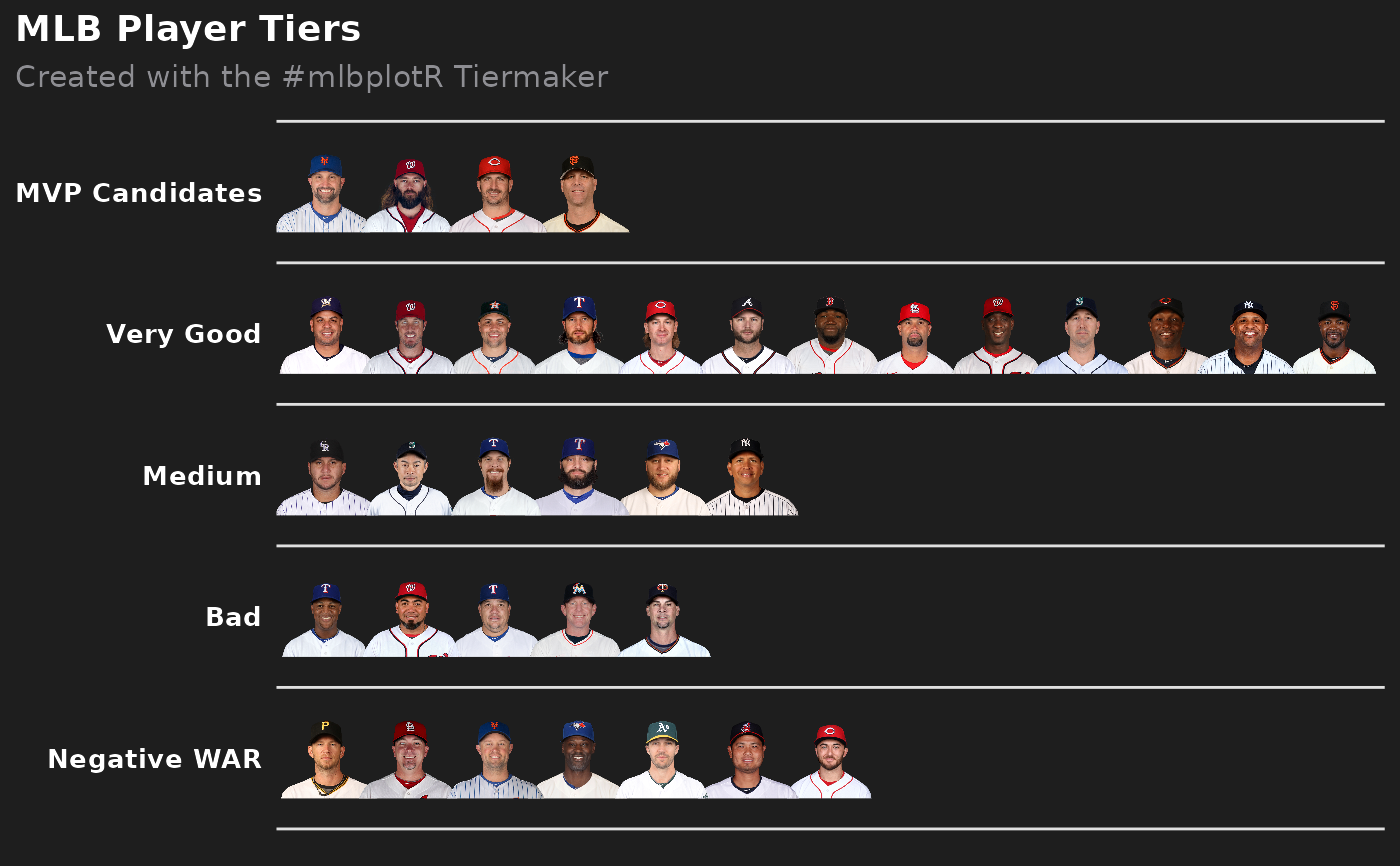 MLB Player Tiers
Created with the #mlbplotR Tiermaker
MVP Candidates
Very Good
Medium
Bad
Negative WAR